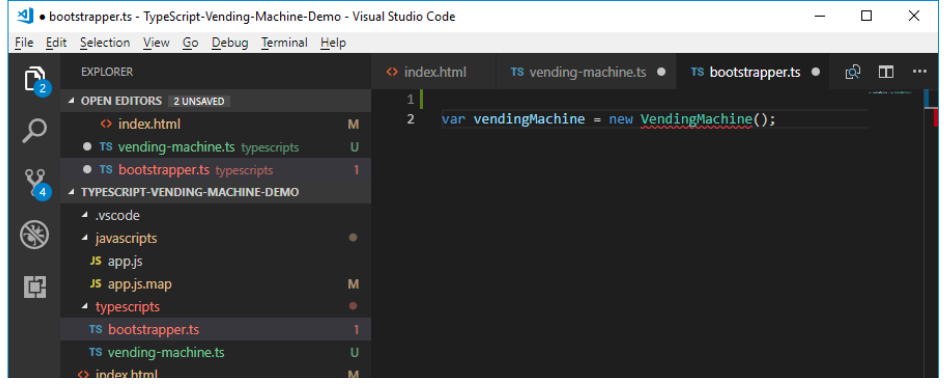 bootstrapper.ts - TypeScript-Vending-Machine-Demo - Visual Studio Code
File Edit Selection View Go Debug Terminal Help
EXPLORER
2
OPEN EDITORS 2 UNSAVED
index.html M
TS vending-machine.ts typescripts U
TS bootstrapper.ts typescripts 1
4
TYPESCRIPT-VENDING-MACHINE-DEMO
.vscode
javascripts
JS app.js
JS app.js.map M
typescripts
TS bootstrapper.ts 1
TS vending-machine.ts U
index.html M
index.html TS vending-machine.ts TS bootstrapper.ts
1
2 var vendingMachine = new VendingMachine();